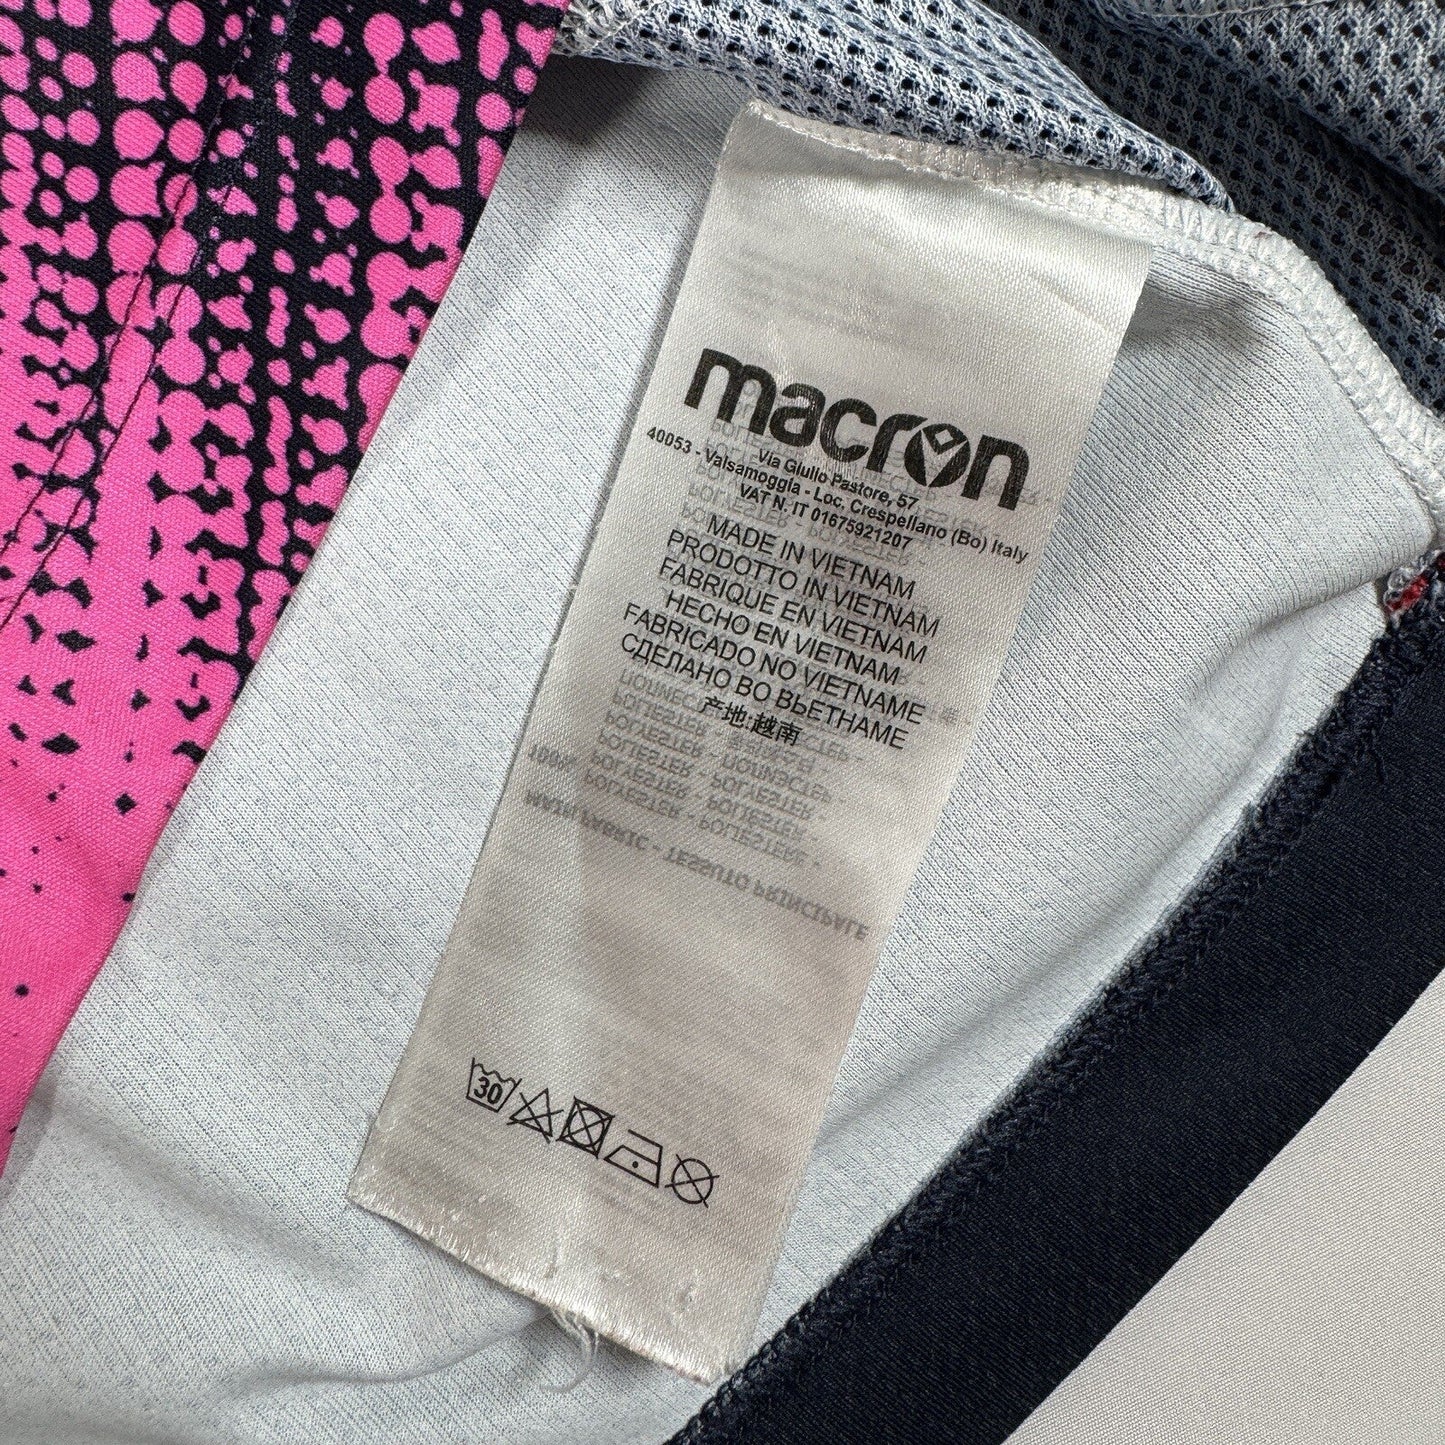 macron
Via Giulio Pastore, 57
40053 - Valsamoggia - Loc. Crespellano (Bo) Italy
VAT N. IT 01675921207
MADE IN VIETNAM
PRODOTTO IN VIETNAM
FABRIQUE EN VIETNAM
HECHO EN VIETNAM
FABRICADO NO VIETNAME
СДЕЛАНО ВО ВЬЕТНАМЕ
产地:越南
30